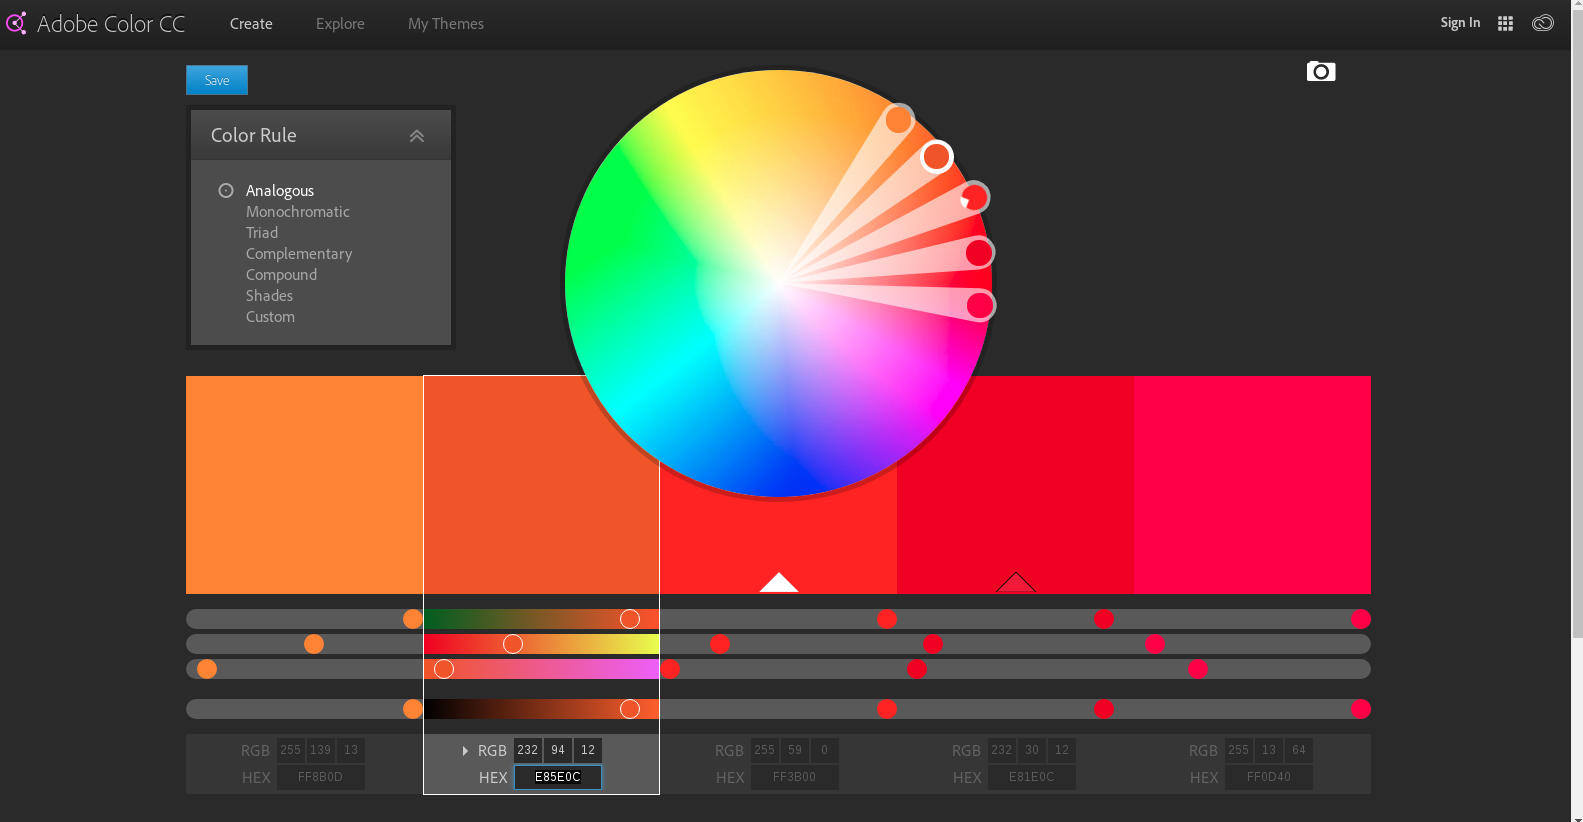 Adobe Color CC
Create
Explore
My Themes
Sign In
Save
Color Rule
Analogous
Monochromatic
Triad
Complementary
Compound
Shades
Custom
RGB 255 139 13
HEX FF8B0D
RGB 232 94 12
HEX E85E0C
RGB 255 59 0
HEX FF3B00
RGB 232 30 12
HEX E81E0C
RGB 255 13 64
HEX FF0D40